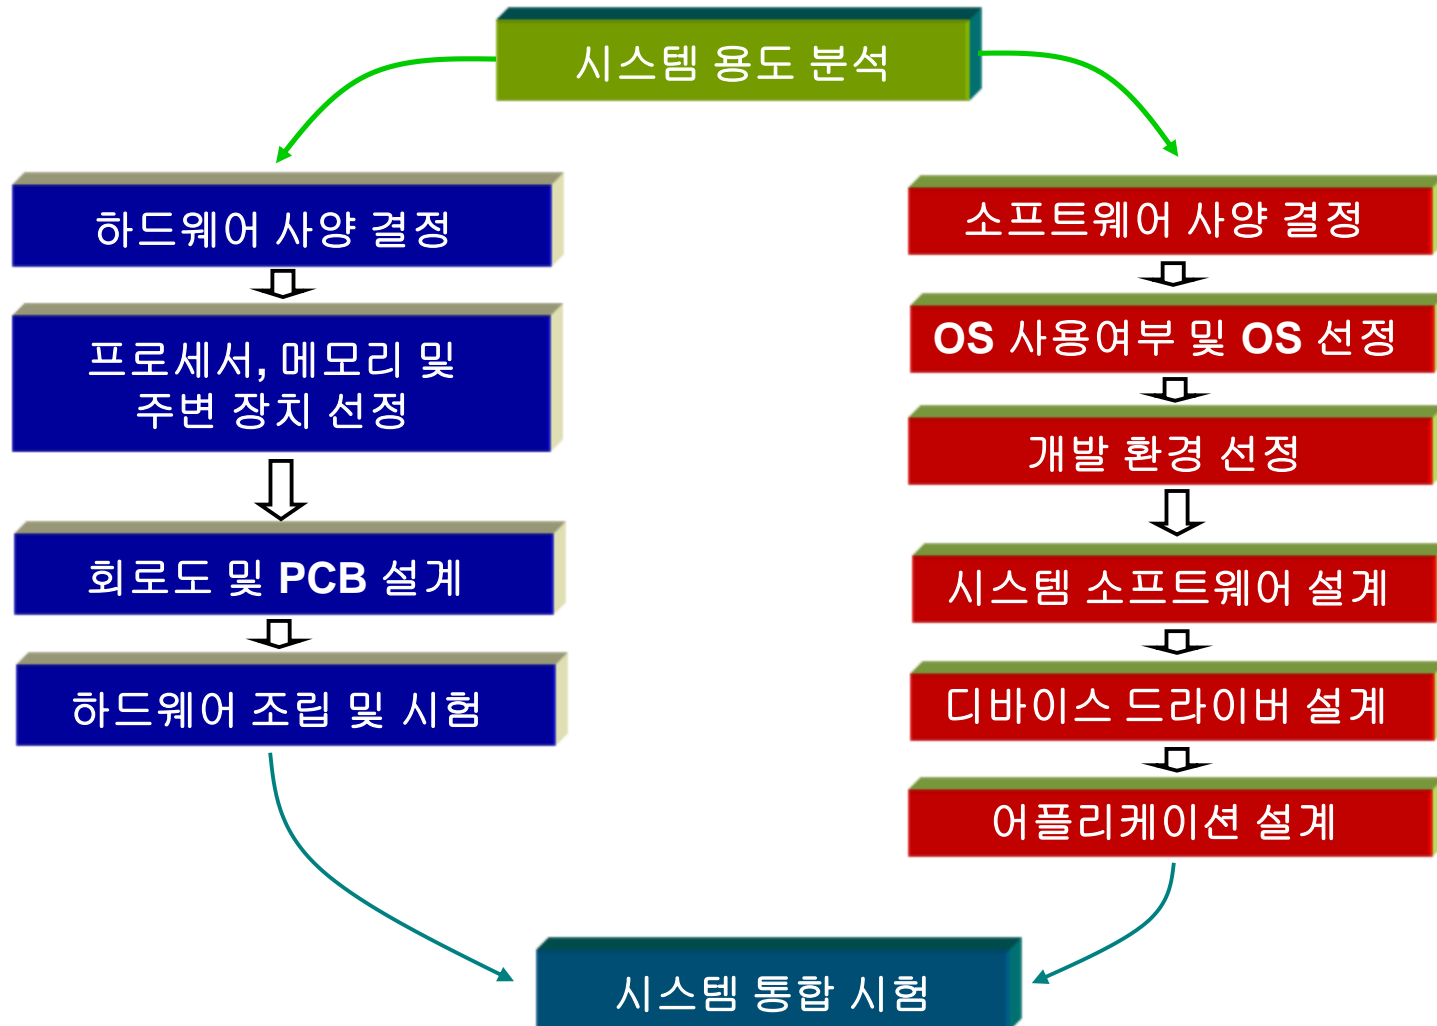 시스템 용도 분석
하드웨어 사양 결정
프로세서, 메모리 및
주변 장치 선정
회로도 및 PCB 설계
하드웨어 조립 및 시험
소프트웨어 사양 결정
OS 사용여부 및 OS 선정
개발 환경 선정
시스템 소프트웨어 설계
디바이스 드라이버 설계
어플리케이션 설계
시스템 통합 시험